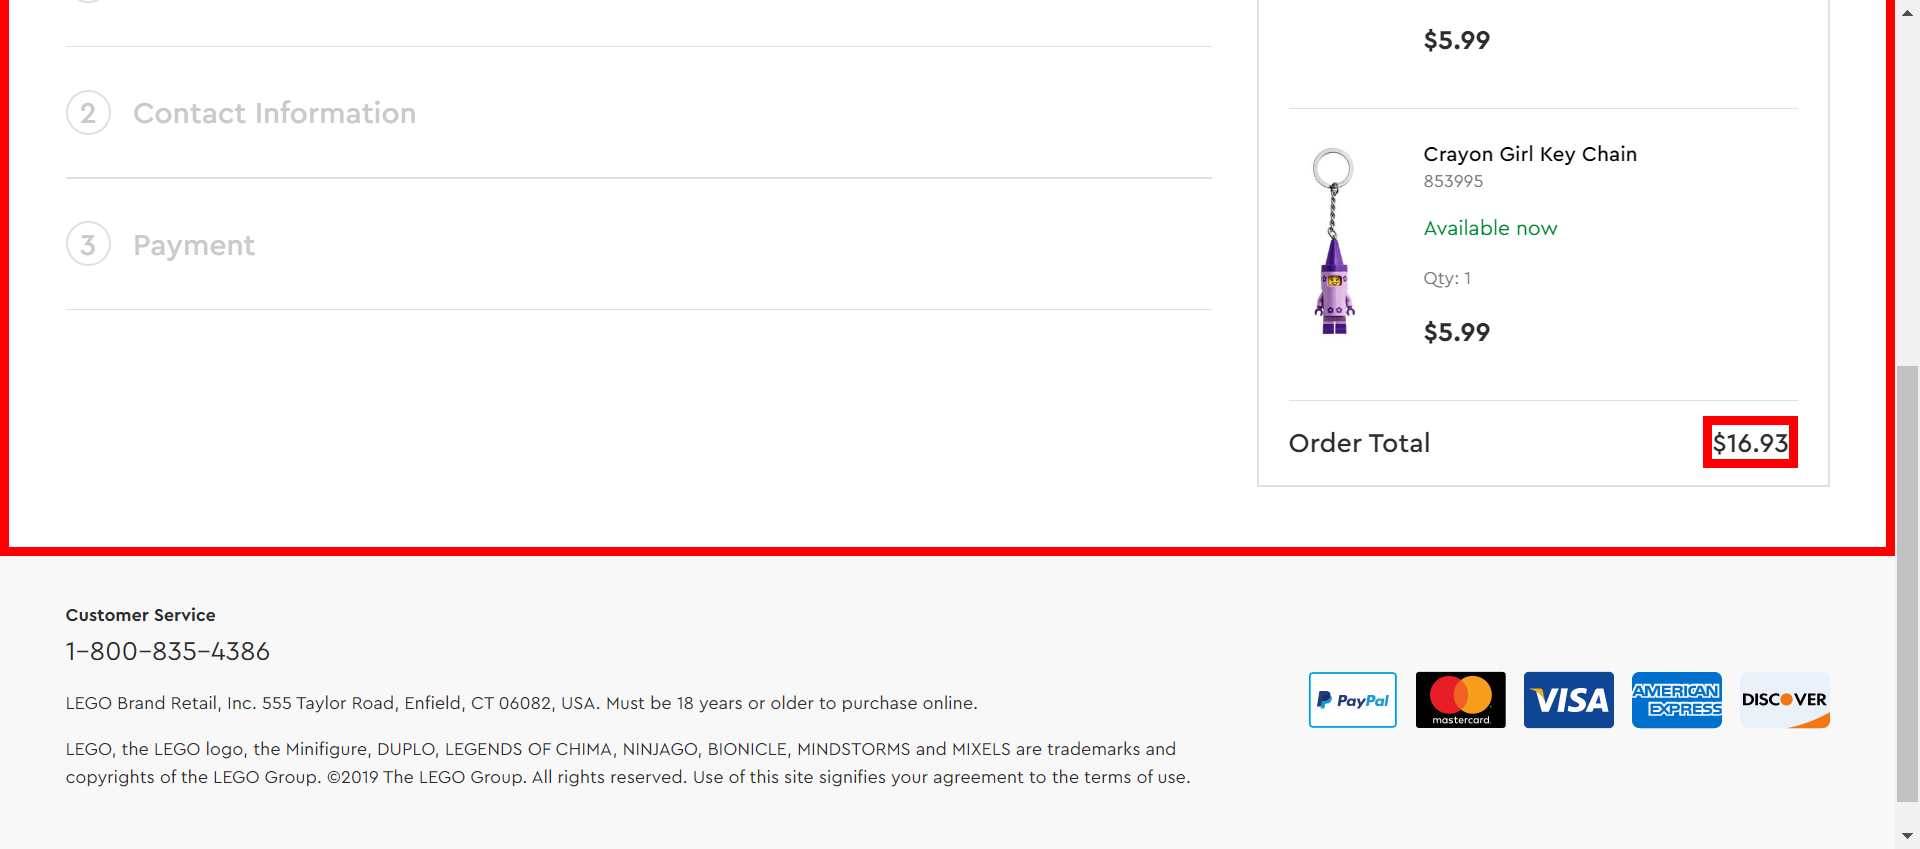 $5.99
2 Contact Information
Crayon Girl Key Chain
853995
Available now
3 Payment
Qty: 1
$5.99
Order Total $16.93
Customer Service
1-800-835-4386
LEGO Brand Retail, Inc. 555 Taylor Road, Enfield, CT 06082, USA. Must be 18 years or older to purchase online.
PayPal mastercard VISA AMERICAN EXPRESS DISCOVER
LEGO, the LEGO logo, the Minifigure, DUPLO, LEGENDS OF CHIMA, NINJAGO, BIONICLE, MINDSTORMS and MIXELS are trademarks and
copyrights of the LEGO Group. ©2019 The LEGO Group. All rights reserved. Use of this site signifies your agreement to the terms of use.